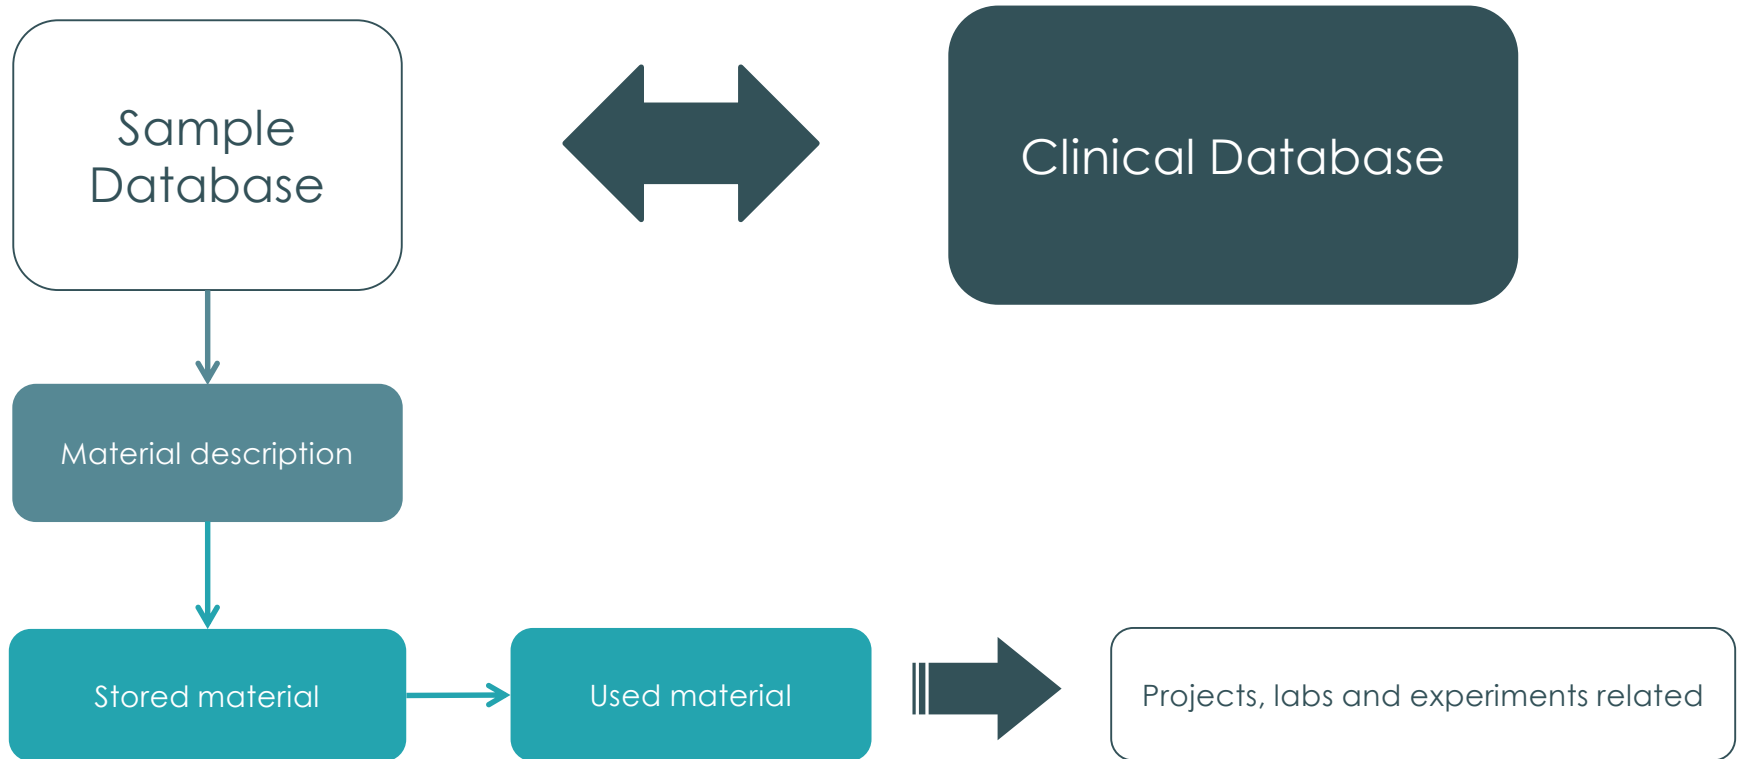 Sample
Database
Clinical Database
Material description
Stored material
Used material
Projects, labs and experiments related